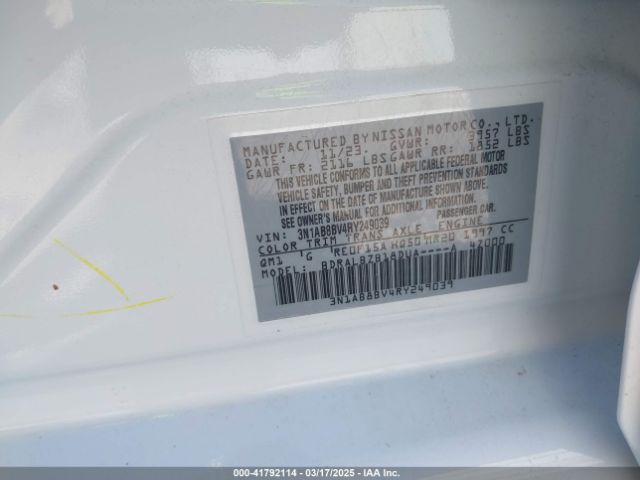 MANUFACTURED BY NISSAN MOTOR CO., LTD.
DATE: 11/23. GVWR: 3957 LBS
GAWR FR: 2116 LBS GAWR RR: 1852 LBS
THIS VEHICLE CONFORMS TO ALL APPLICABLE FEDERAL MOTOR
VEHICLE SAFETY, BUMPER AND THEFT PREVENTION STANDARDS
IN EFFECT ON THE DATE OF MANUFACTURE SHOWN ABOVE.
SEE OWNER'S MANUAL FOR ADDITIONAL INFORMATION.
VIN: 3N1AB8BV4RY249039 PASSENGER CAR.
COLOR TRIM TRANS AXLE ENGINE
QM1 G RE0F15A HQ50 MR20 1997 CC
MODEL: BDRALBZB18DUA----A 47000
3N1AB8BV4RY249039
000-41792114 - 03/17/2025 - IAA Inc.